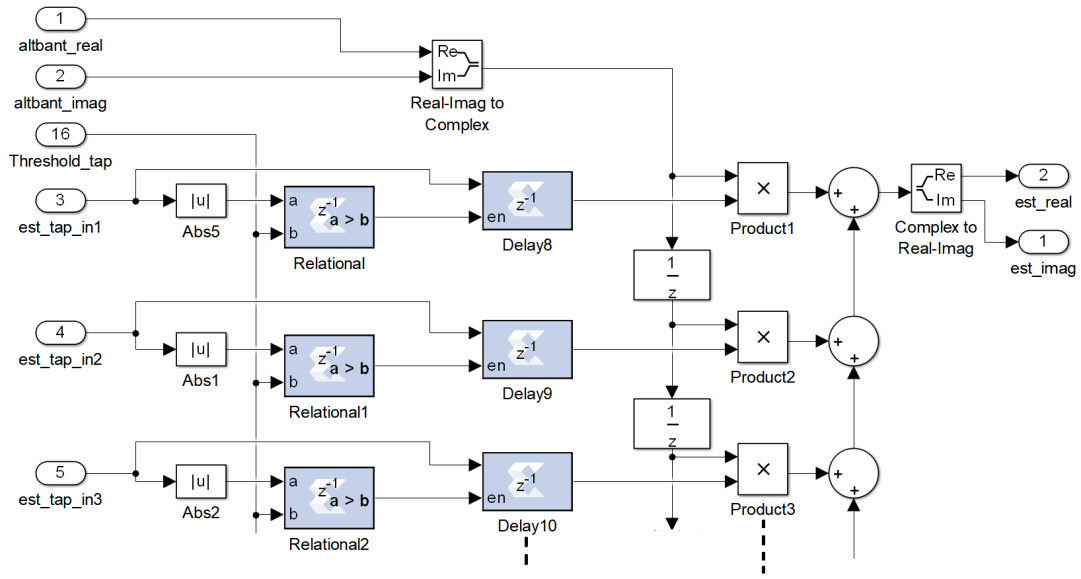 1
altbant_real
2
altbant_imag
16
Threshold_tap
Re
Im
Real-Imag to
Complex
3
est_tap_in1
|u|
Abs5
a
b
z-1
a > b
Relational
en
z-1
Delay8
×
Product1
+
+
Re
Im
Complex to
Real-Imag
2
est_real
1
est_imag
1
z
4
est_tap_in2
|u|
Abs1
a
b
z-1
a > b
Relational1
en
z-1
Delay9
×
Product2
+
+
1
z
5
est_tap_in3
|u|
Abs2
a
b
z-1
a > b
Relational2
en
z-1
Delay10
×
Product3
+
+